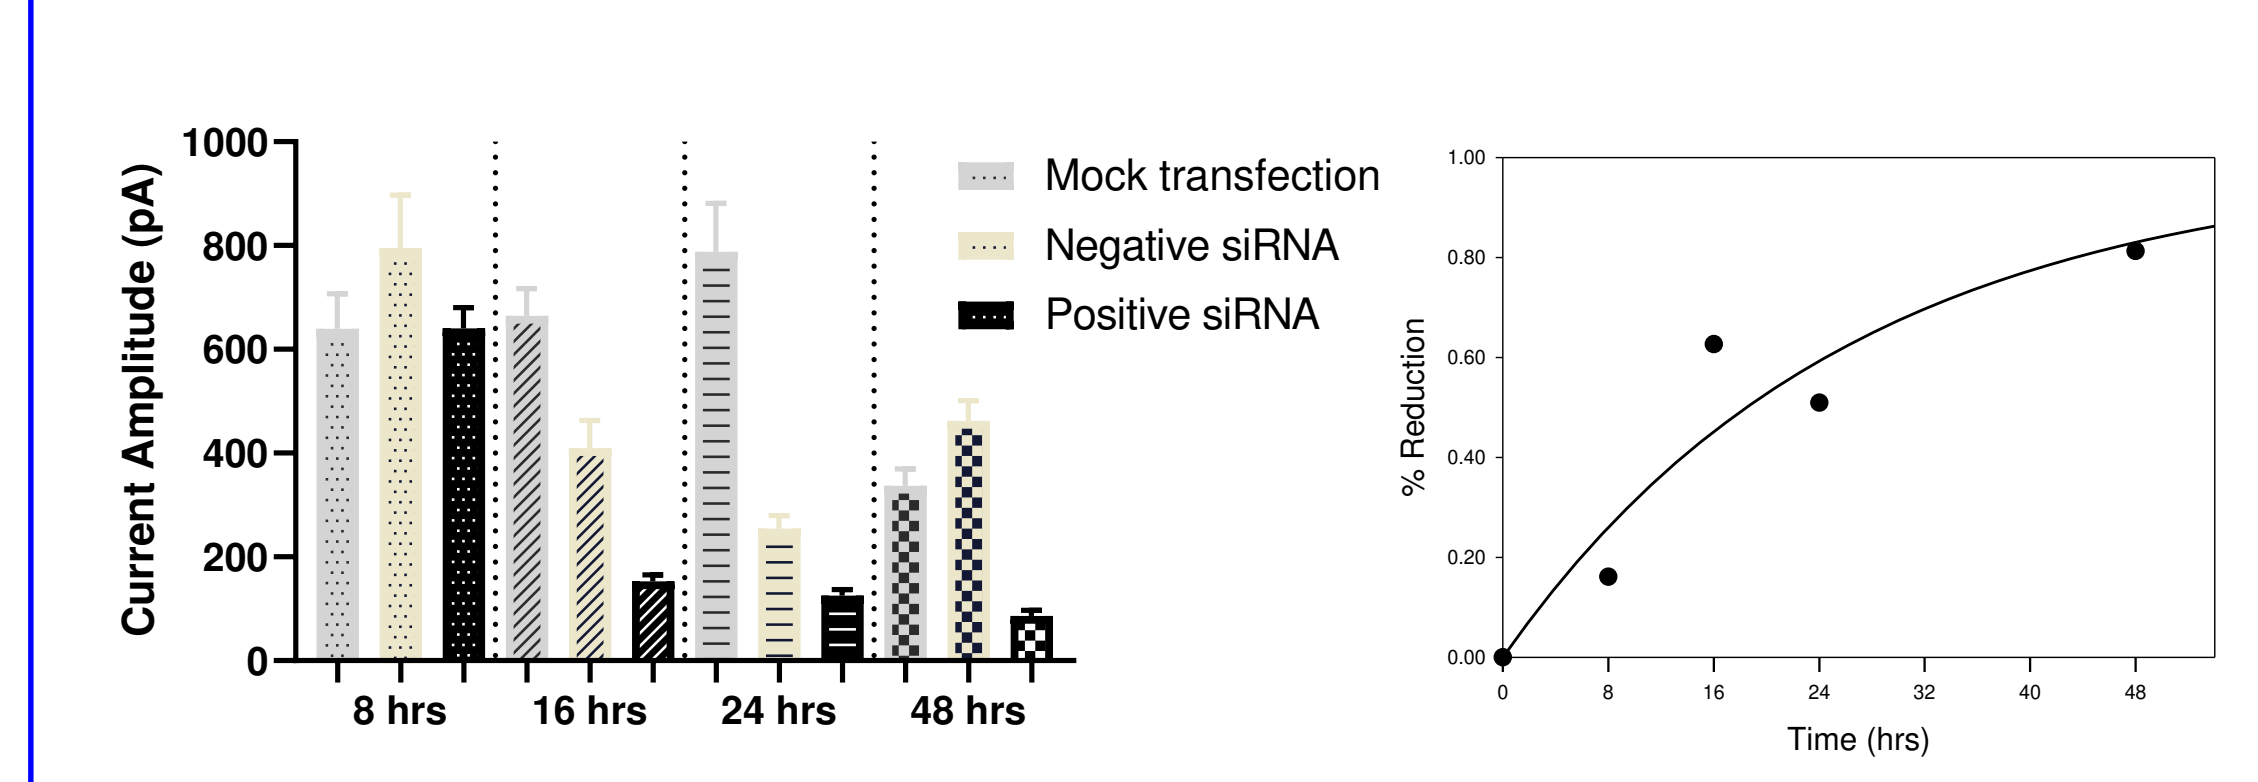 1000
800
600
400
200
0
Current Amplitude (pA)
8 hrs
16 hrs
24 hrs
48 hrs
Mock transfection
Negative siRNA
Positive siRNA
1.00
0.80
0.60
0.40
0.20
0.00
% Reduction
0
8
16
24
32
40
48
Time (hrs)